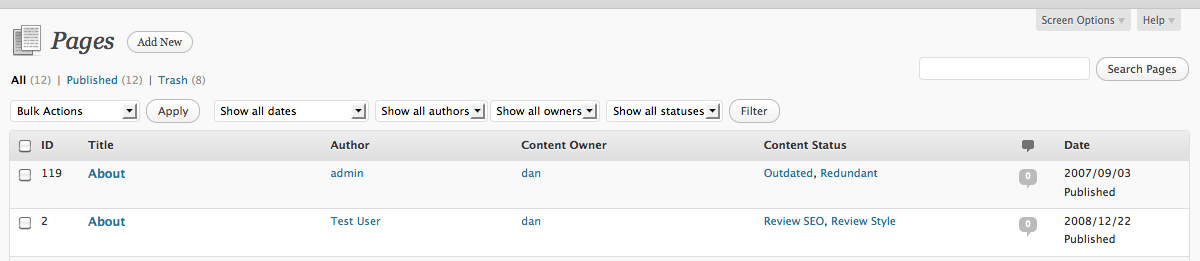 Screen Options Help
Pages Add New
All (12) | Published (12) | Trash (8)
Search Pages
Bulk Actions Apply Show all dates Show all authors Show all owners Show all statuses Filter
ID Title Author Content Owner Content Status Date
119 About admin dan Outdated, Redundant 0 2007/09/03
Published
2 About Test User dan Review SEO, Review Style 0 2008/12/22
Published